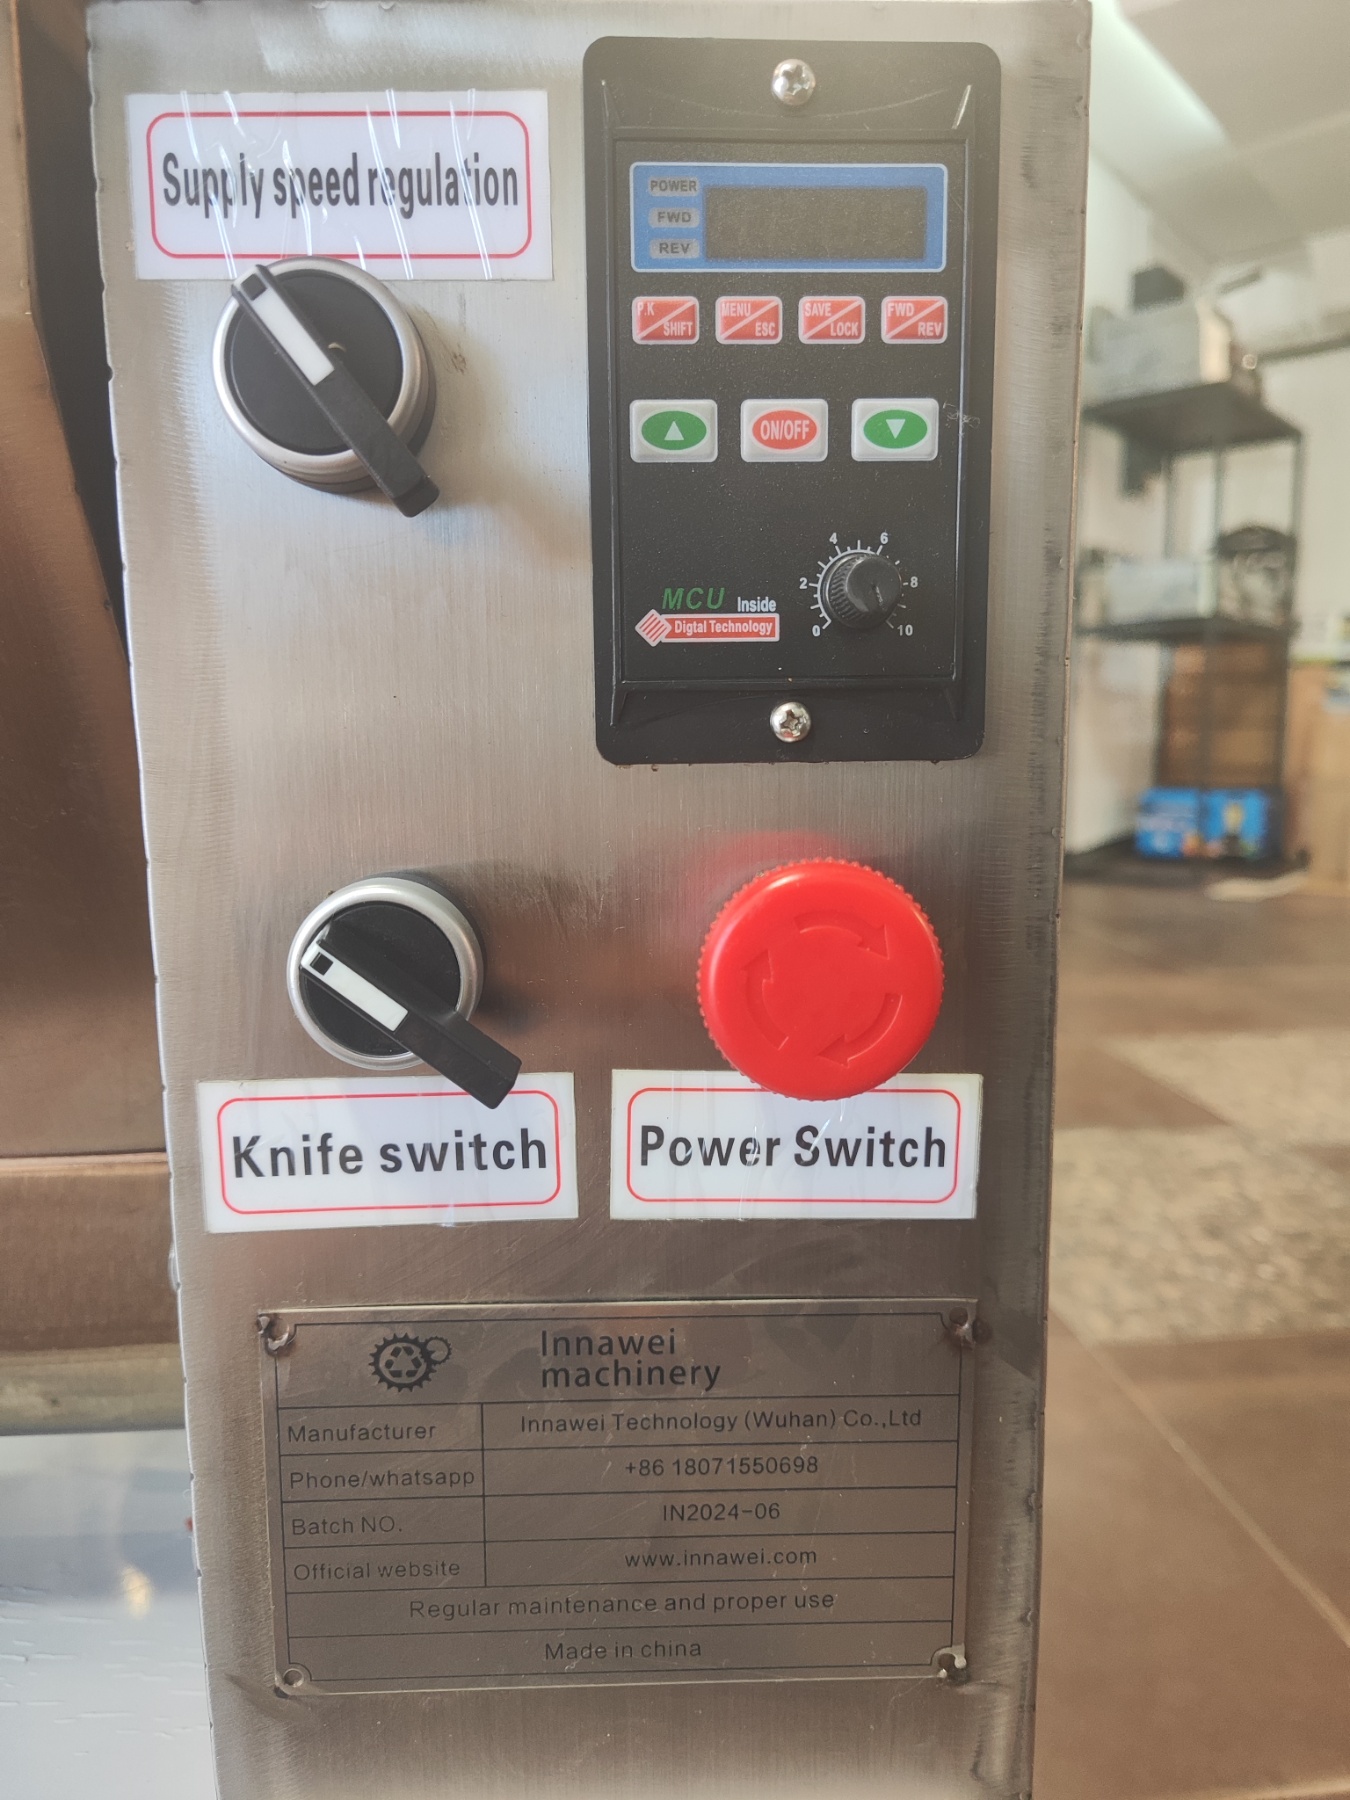 Supply speed regulation
POWER
FWD
REV
P.K
SHIFT
MENU
ESC
SAVE
LOCK
FWD
REV
ON/OFF
4 6
2 8
0 10
MCU Inside
Digtal Technology
Knife switch
Power Switch
Innawei
machinery
Manufacturer Innawei Technology (Wuhan) Co.,Ltd
Phone/whatsapp +86 18071550698
Batch NO. IN2024-06
Official website www.innawei.com
Regular maintenance and proper use
Made in china